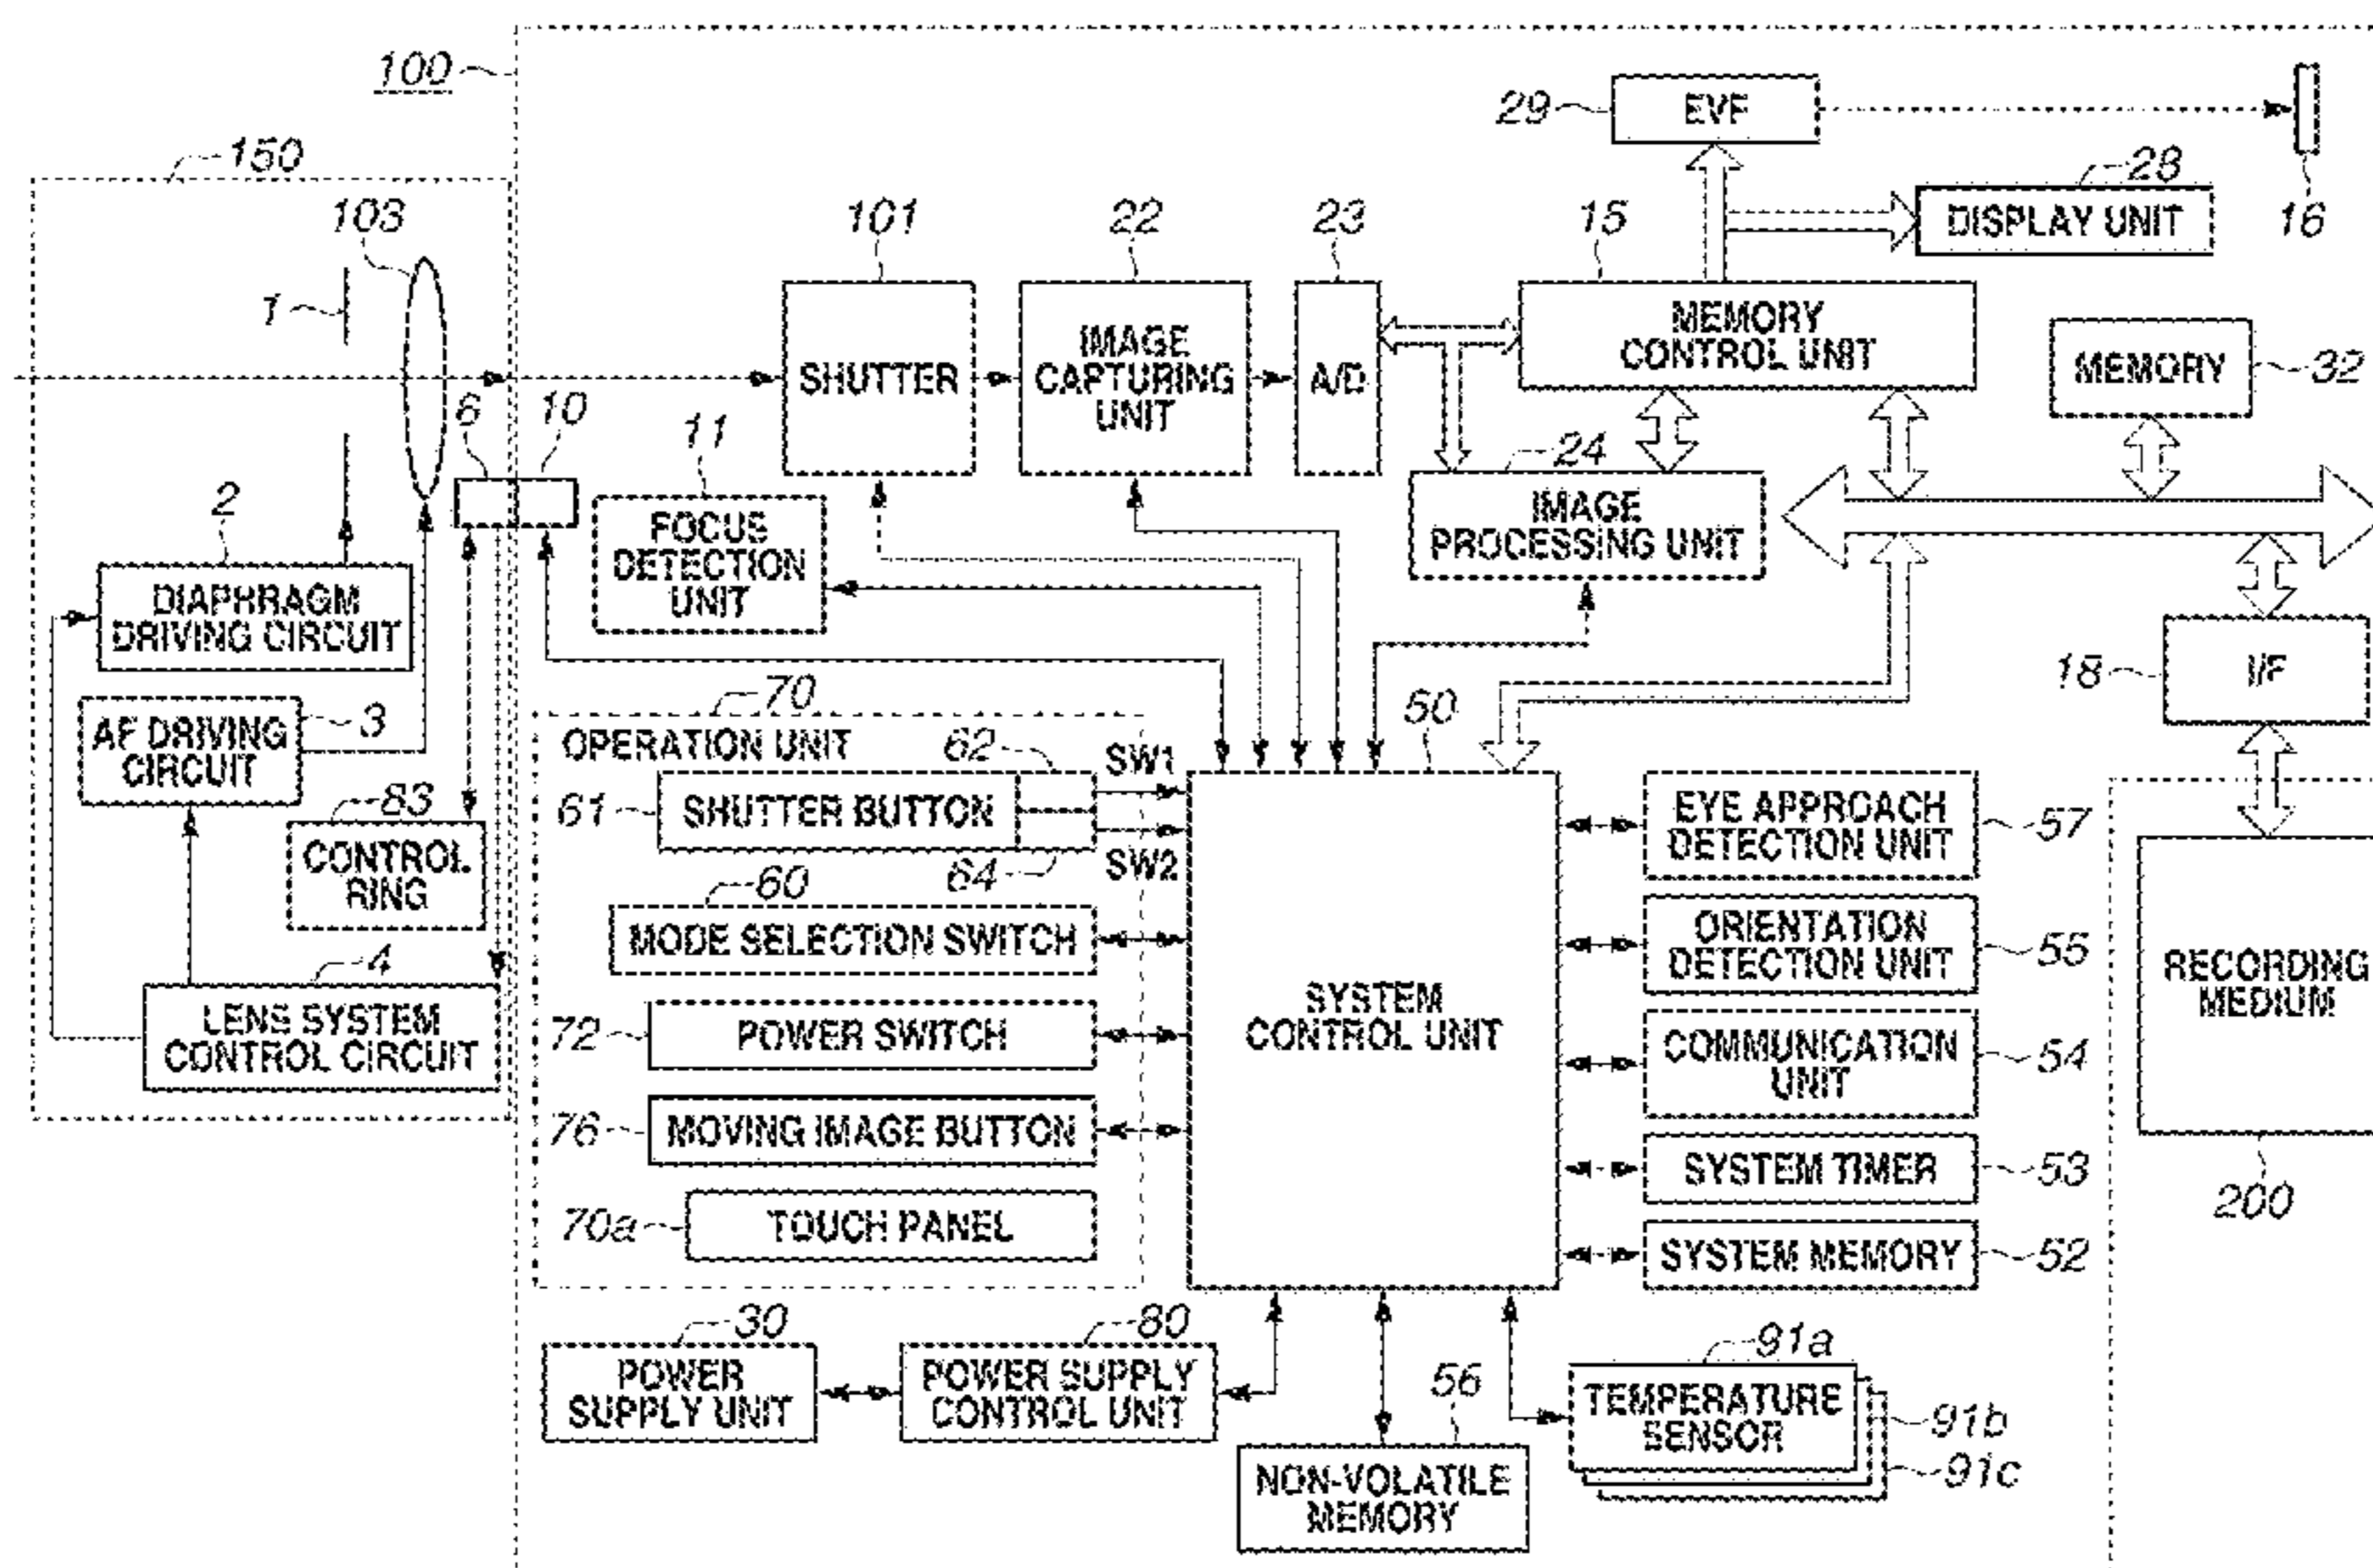 100
150
103
1
29
EVF
16
28
DISPLAY UNIT
101
SHUTTER
22
IMAGE
CAPTURING
UNIT
23
A/D
15
MEMORY
CONTROL UNIT
MEMORY
32
6
10
11
FOCUS
DETECTION
UNIT
24
IMAGE
PROCESSING UNIT
2
DIAPHRAGM
DRIVING CIRCUIT
AF DRIVING
CIRCUIT
3
83
CONTROL
RING
4
LENS SYSTEM
CONTROL CIRCUIT
18
I/F
70
OPERATION UNIT
62
SW1
61
SHUTTER BUTTON
64
SW2
60
MODE SELECTION SWITCH
72
POWER SWITCH
76
MOVING IMAGE BUTTON
70a
TOUCH PANEL
50
SYSTEM
CONTROL UNIT
EYE APPROACH
DETECTION UNIT
57
ORIENTATION
DETECTION UNIT
55
COMMUNICATION
UNIT
54
SYSTEM TIMER
53
SYSTEM MEMORY
52
RECORDING
MEDIUM
200
30
POWER
SUPPLY UNIT
80
POWER SUPPLY
CONTROL UNIT
56
NON-VOLATILE
MEMORY
91a
TEMPERATURE
SENSOR
91b
91c